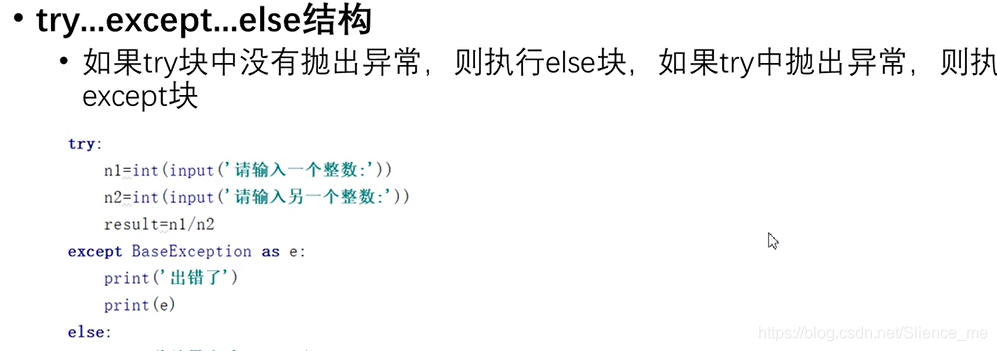 • try...except...else结构
• 如果try块中没有抛出异常，则执行else块，如果try中抛出异常，则执
except块
try:
n1=int(input('请输入一个整数:'))
n2=int(input('请输入另一个整数:'))
result=n1/n2
except BaseException as e:
print('出错了')
print(e)
else:
https://blog.csdn.net/Slience_me